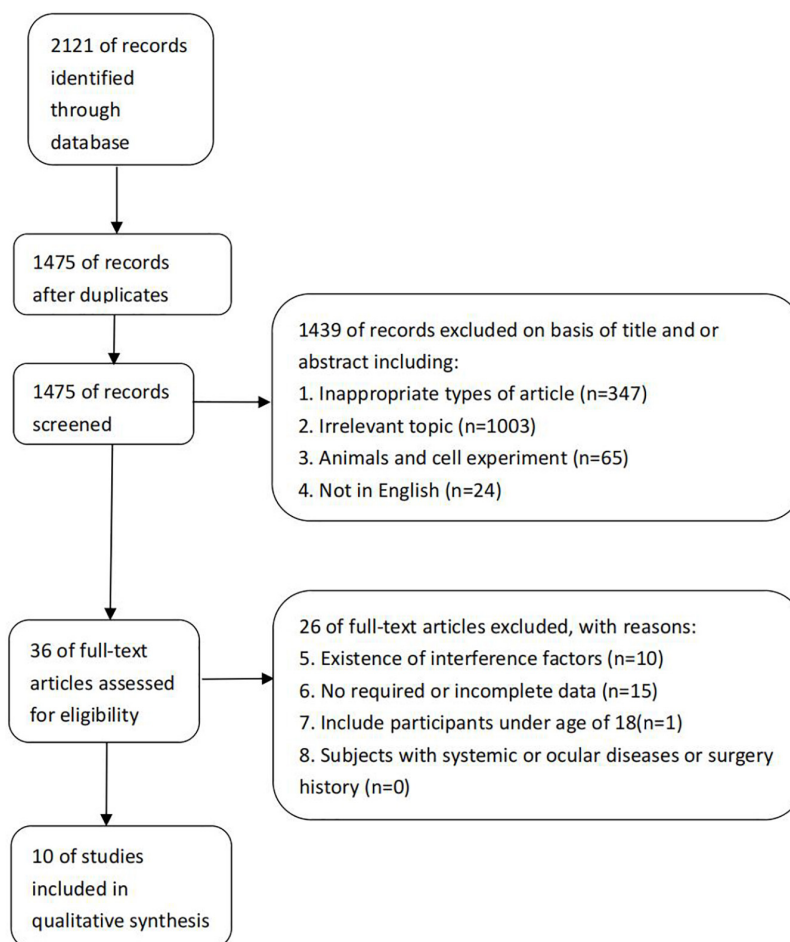 2121 of records
identified
through
database
1475 of records
after duplicates
1475 of records
screened
1439 of records excluded on basis of title and or
abstract including:
1. Inappropriate types of article (n=347)
2. Irrelevant topic (n=1003)
3. Animals and cell experiment (n=65)
4. Not in English (n=24)
36 of full-text
articles assessed
for eligibility
26 of full-text articles excluded, with reasons:
5. Existence of interference factors (n=10)
6. No required or incomplete data (n=15)
7. Include participants under age of 18(n=1)
8. Subjects with systemic or ocular diseases or surgery
history (n=0)
10 of studies
included in
qualitative synthesis